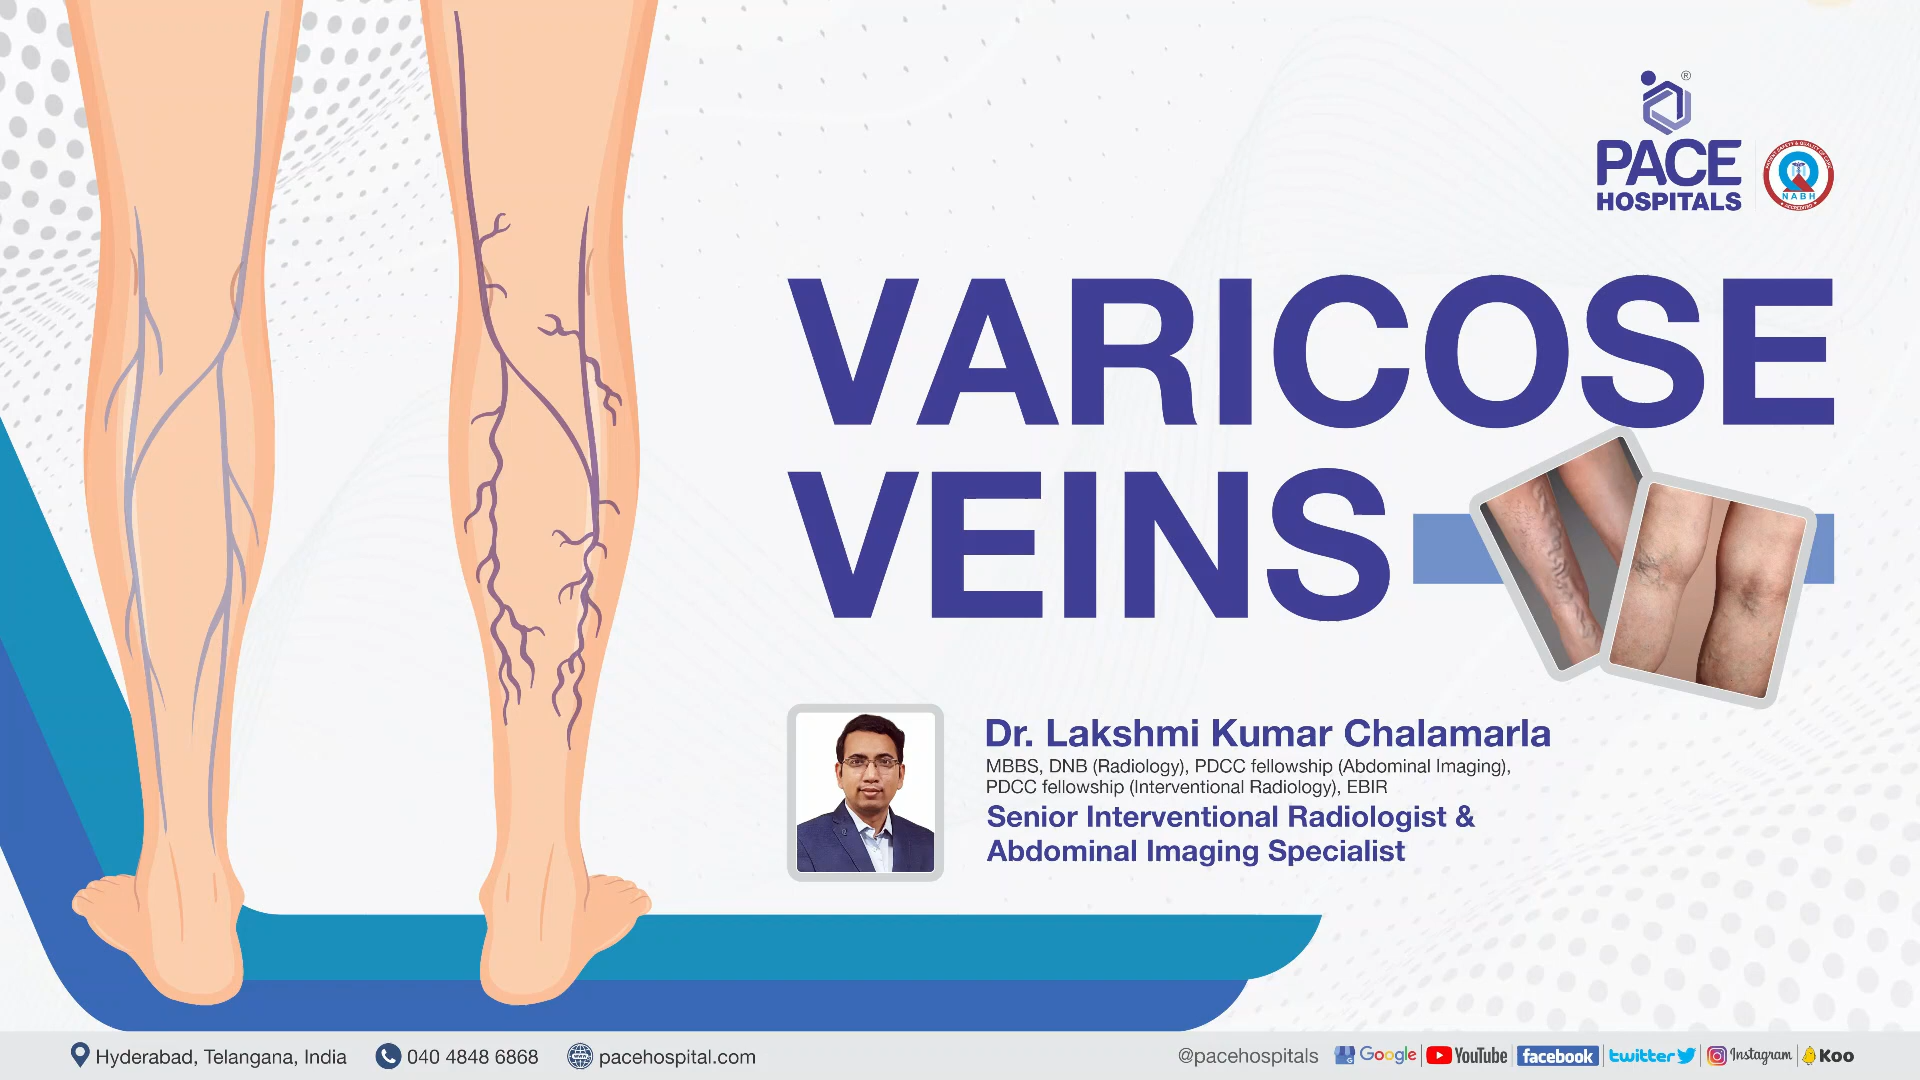 ®
PACE
HOSPITALS
NABH
VARICOSE
VEINS
Dr. Lakshmi Kumar Chalamarla
MBBS, DNB (Radiology), PDCC fellowship (Abdominal Imaging),
PDCC fellowship (Interventional Radiology), EBIR
Senior Interventional Radiologist &
Abdominal Imaging Specialist
Hyderabad, Telangana, India 040 4848 6868 pacehospital.com @pacehospitals Google YouTube facebook twitter Instagram Koo